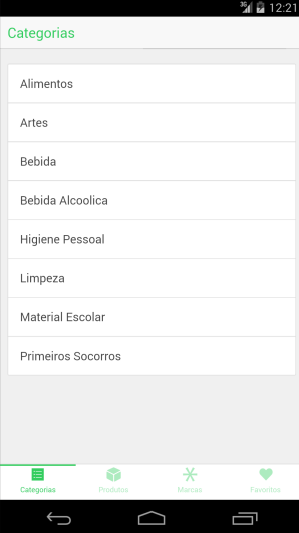 3G 12:21
Categorias
Alimentos
Artes
Bebida
Bebida Alcoolica
Higiene Pessoal
Limpeza
Material Escolar
Primeiros Socorros
Categorias Produtos Marcas Favoritos